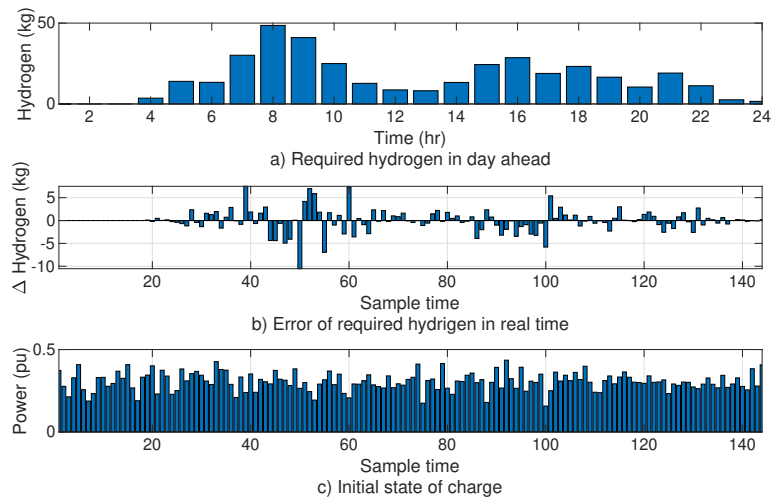 50
Hydrogen (kg)
0
2 4 6 8 10 12 14 16 18 20 22 24
Time (hr)
a) Required hydrogen in day ahead
5
0
-5
-10
Δ Hydrogen (kg)
20 40 60 80 100 120 140
Sample time
b) Error of required hydrigen in real time
0.5
Power (pu)
0
20 40 60 80 100 120 140
Sample time
c) Initial state of charge